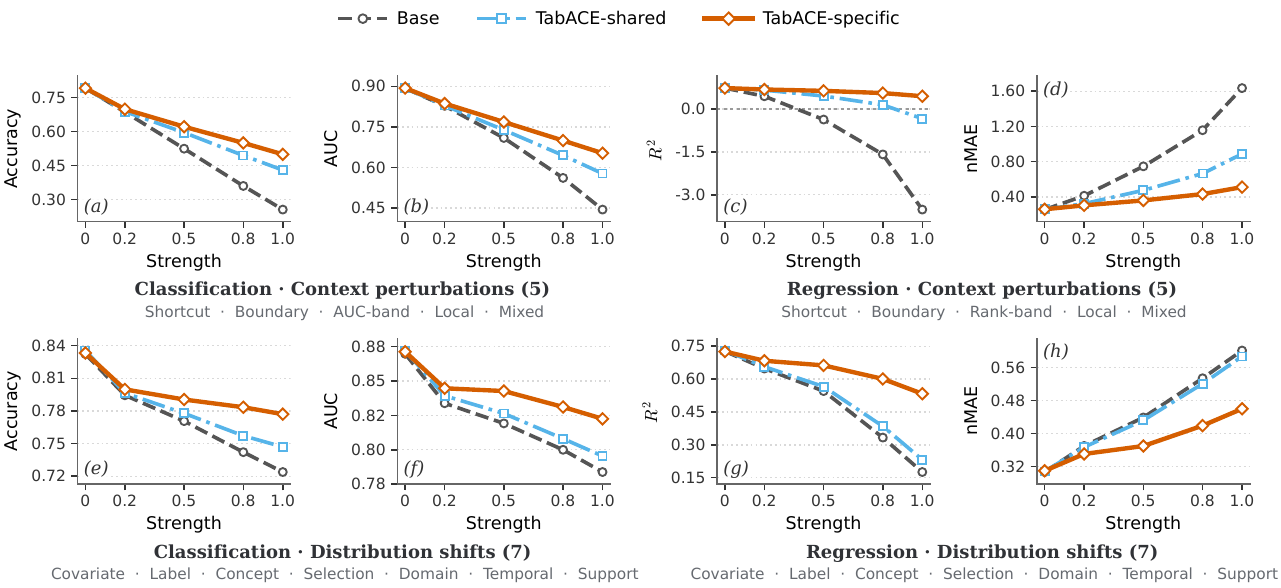 Base TabACE-shared TabACE-specific
Accuracy
0.75
0.60
0.45
0.30
(a)
0 0.2 0.5 0.8 1.0
Strength
AUC
0.90
0.75
0.60
0.45
(b)
0 0.2 0.5 0.8 1.0
Strength
R²
0.0
-1.5
-3.0
(c)
0 0.2 0.5 0.8 1.0
Strength
nMAE
1.60
1.20
0.80
0.40
(d)
0 0.2 0.5 0.8 1.0
Strength
Classification · Context perturbations (5)
Shortcut · Boundary · AUC-band · Local · Mixed
Regression · Context perturbations (5)
Shortcut · Boundary · Rank-band · Local · Mixed
Accuracy
0.84
0.81
0.78
0.75
0.72
(e)
0 0.2 0.5 0.8 1.0
Strength
AUC
0.88
0.85
0.82
0.80
0.78
(f)
0 0.2 0.5 0.8 1.0
Strength
R²
0.75
0.60
0.45
0.30
0.15
(g)
0 0.2 0.5 0.8 1.0
Strength
nMAE
0.56
0.48
0.40
0.32
(h)
0 0.2 0.5 0.8 1.0
Strength
Classification · Distribution shifts (7)
Covariate · Label · Concept · Selection · Domain · Temporal · Support
Regression · Distribution shifts (7)
Covariate · Label · Concept · Selection · Domain · Temporal · Support